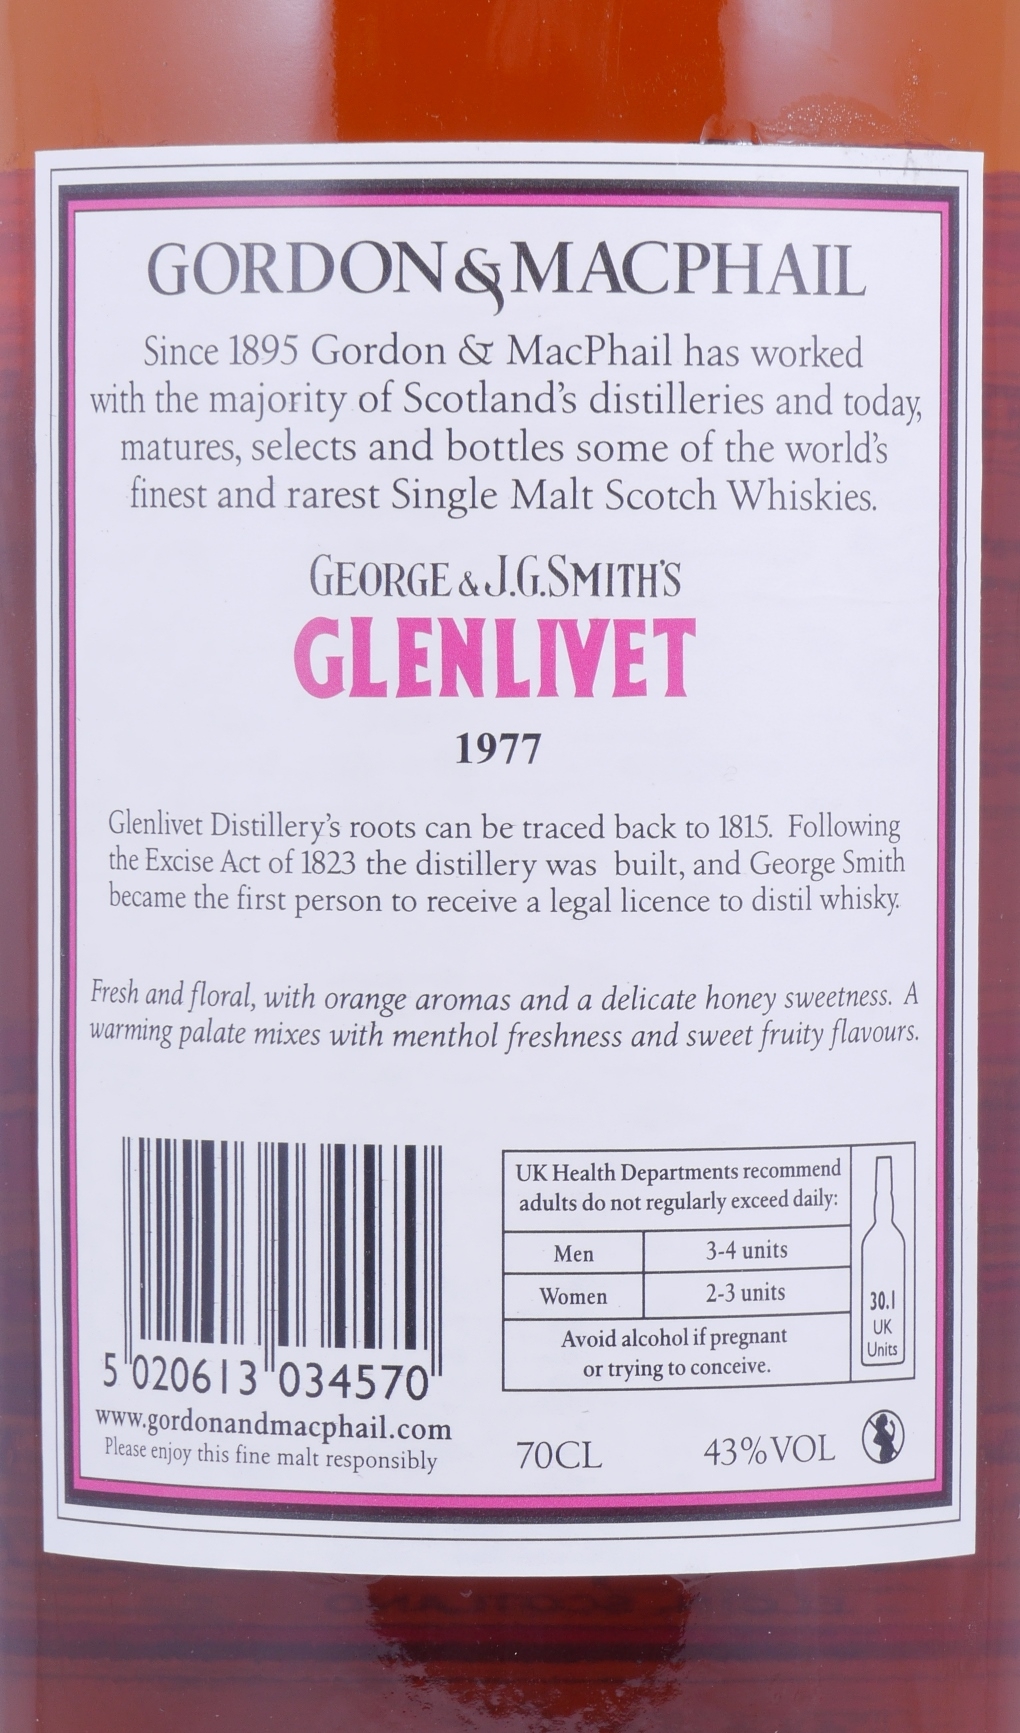 GORDON & MACPHAIL
Since 1895 Gordon & MacPhail has worked
with the majority of Scotland's distilleries and today,
matures, selects and bottles some of the world's
finest and rarest Single Malt Scotch Whiskies.
GEORGE & J.G.SMITH'S
GLENLIVET
1977
Glenlivet Distillery's roots can be traced back to 1815. Following
the Excise Act of 1823 the distillery was built, and George Smith
became the first person to receive a legal licence to distil whisky.
Fresh and floral, with orange aromas and a delicate honey sweetness. A
warming palate mixes with menthol freshness and sweet fruity flavours.
5 020613 034570
www.gordonandmacphail.com
Please enjoy this fine malt responsibly
UK Health Departments recommend
adults do not regularly exceed daily:
Men 3-4 units
Women 2-3 units
Avoid alcohol if pregnant
or trying to conceive.
30.1
UK
Units
70CL 43%VOL